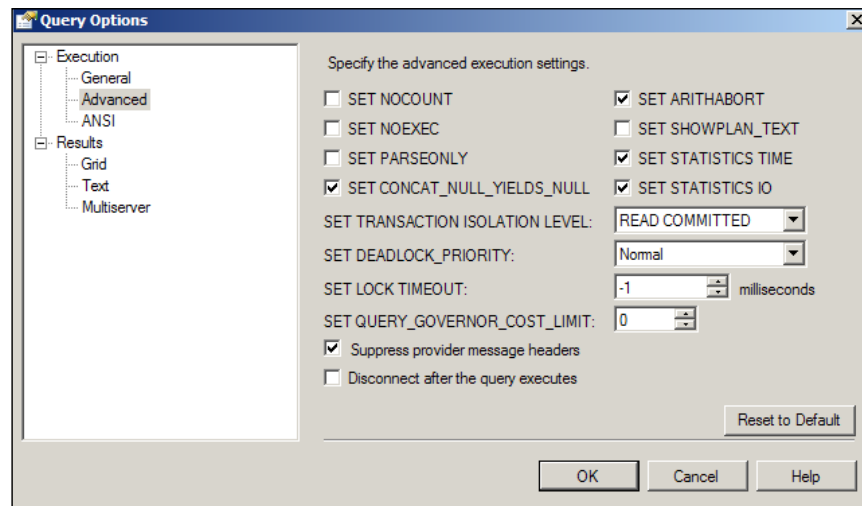 Query Options
Execution
General
Advanced
ANSI
Results
Grid
Text
Multiserver
Specify the advanced execution settings.
SET NOCOUNT
SET ARITHABORT
SET NOEXEC
SET SHOWPLAN_TEXT
SET PARSEONLY
SET STATISTICS TIME
SET CONCAT_NULL_YIELDS_NULL
SET STATISTICS IO
SET TRANSACTION ISOLATION LEVEL: READ COMMITTED
SET DEADLOCK_PRIORITY: Normal
SET LOCK TIMEOUT: -1 milliseconds
SET QUERY_GOVERNOR_COST_LIMIT: 0
Suppress provider message headers
Disconnect after the query executes
Reset to Default
OK Cancel Help